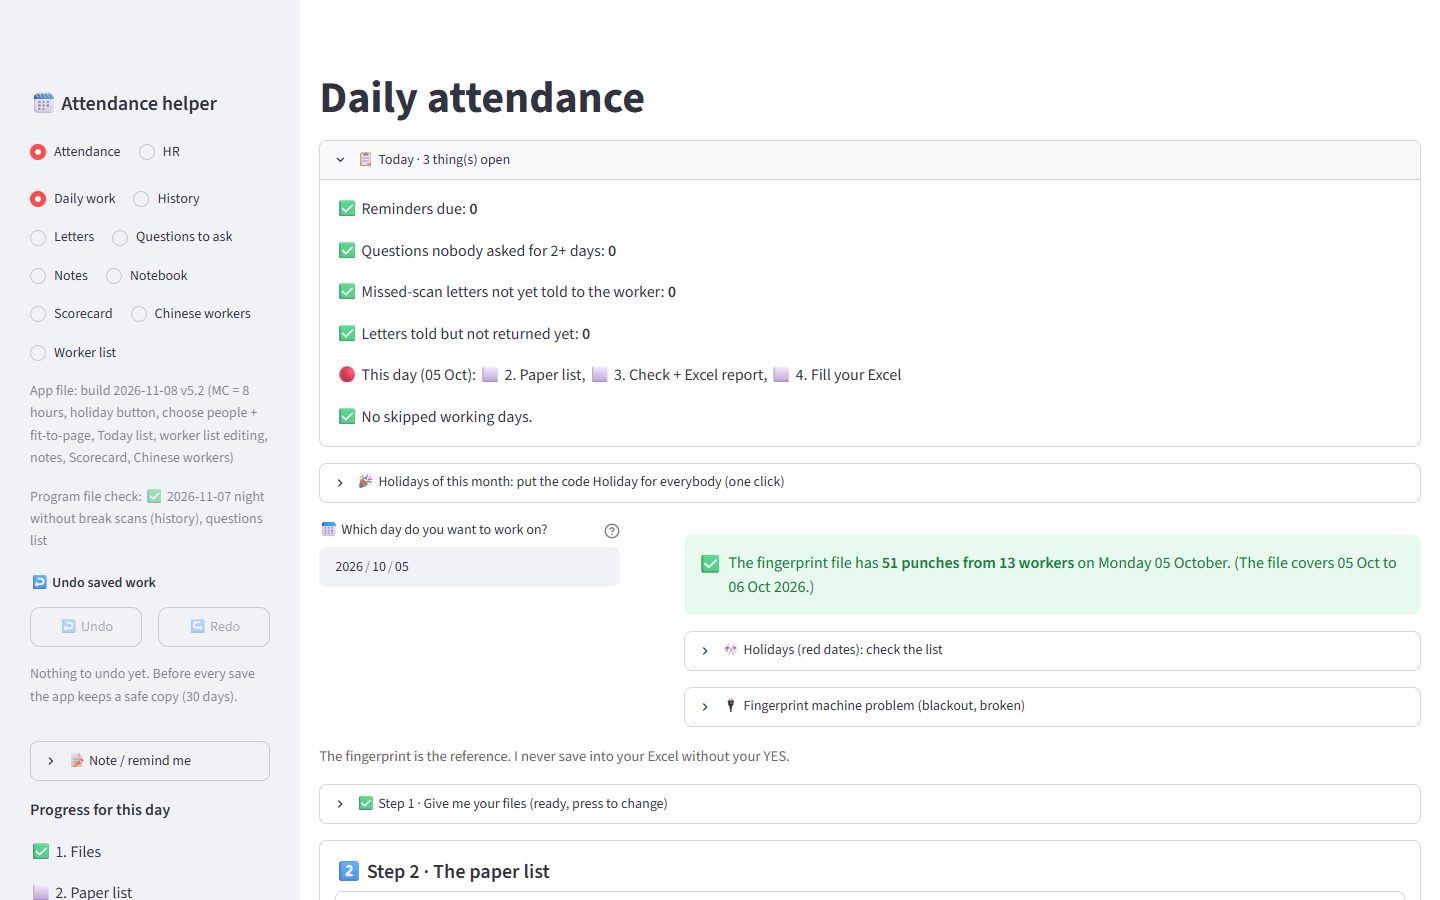 Attendance helper
Attendance
HR
Daily work
History
Letters
Questions to ask
Notes
Notebook
Scorecard
Chinese workers
Worker list
App file: build 2026-11-08 v5.2 (MC = 8
hours, holiday button, choose people +
fit-to-page, Today list, worker list editing,
notes, Scorecard, Chinese workers)
Program file check: ✅ 2026-11-07 night
without break scans (history), questions
list
Undo saved work
Undo
Redo
Nothing to undo yet. Before every save
the app keeps a safe copy (30 days).
Note / remind me
Progress for this day
✅ 1. Files
2. Paper list
Daily attendance
Today · 3 thing(s) open
✅ Reminders due: 0
✅ Questions nobody asked for 2+ days: 0
✅ Missed-scan letters not yet told to the worker: 0
✅ Letters told but not returned yet: 0
🔴 This day (05 Oct): 2. Paper list, 3. Check + Excel report, 4. Fill your Excel
✅ No skipped working days.
Holidays of this month: put the code Holiday for everybody (one click)
Which day do you want to work on?
2026 / 10 / 05
✅ The fingerprint file has 51 punches from 13 workers on Monday 05 October. (The file covers 05 Oct to
06 Oct 2026.)
Holidays (red dates): check the list
Fingerprint machine problem (blackout, broken)
The fingerprint is the reference. I never save into your Excel without your YES.
✅ Step 1 · Give me your files (ready, press to change)
2 Step 2 · The paper list